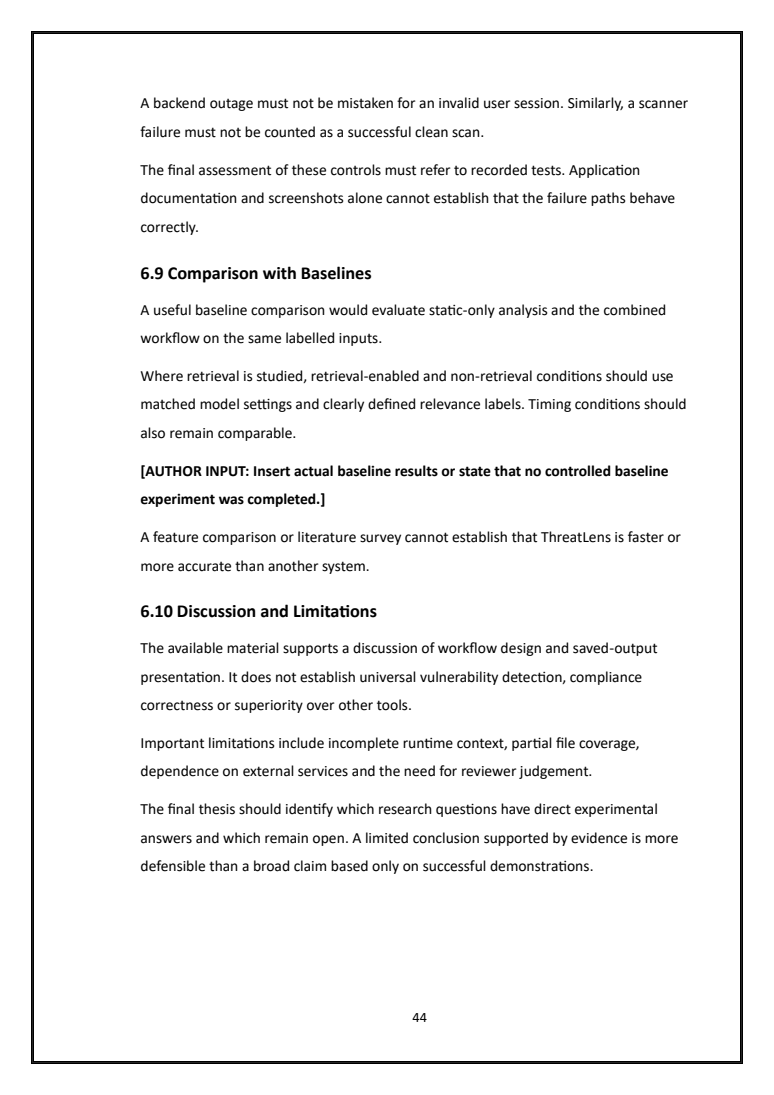 A backend outage must not be mistaken for an invalid user session. Similarly, a scanner
failure must not be counted as a successful clean scan.
The final assessment of these controls must refer to recorded tests. Application
documentation and screenshots alone cannot establish that the failure paths behave
correctly.
6.9 Comparison with Baselines
A useful baseline comparison would evaluate static-only analysis and the combined
workflow on the same labelled inputs.
Where retrieval is studied, retrieval-enabled and non-retrieval conditions should use
matched model settings and clearly defined relevance labels. Timing conditions should
also remain comparable.
[AUTHOR INPUT: Insert actual baseline results or state that no controlled baseline
experiment was completed.]
A feature comparison or literature survey cannot establish that ThreatLens is faster or
more accurate than another system.
6.10 Discussion and Limitations
The available material supports a discussion of workflow design and saved-output
presentation. It does not establish universal vulnerability detection, compliance
correctness or superiority over other tools.
Important limitations include incomplete runtime context, partial file coverage,
dependence on external services and the need for reviewer judgement.
The final thesis should identify which research questions have direct experimental
answers and which remain open. A limited conclusion supported by evidence is more
defensible than a broad claim based only on successful demonstrations.
44